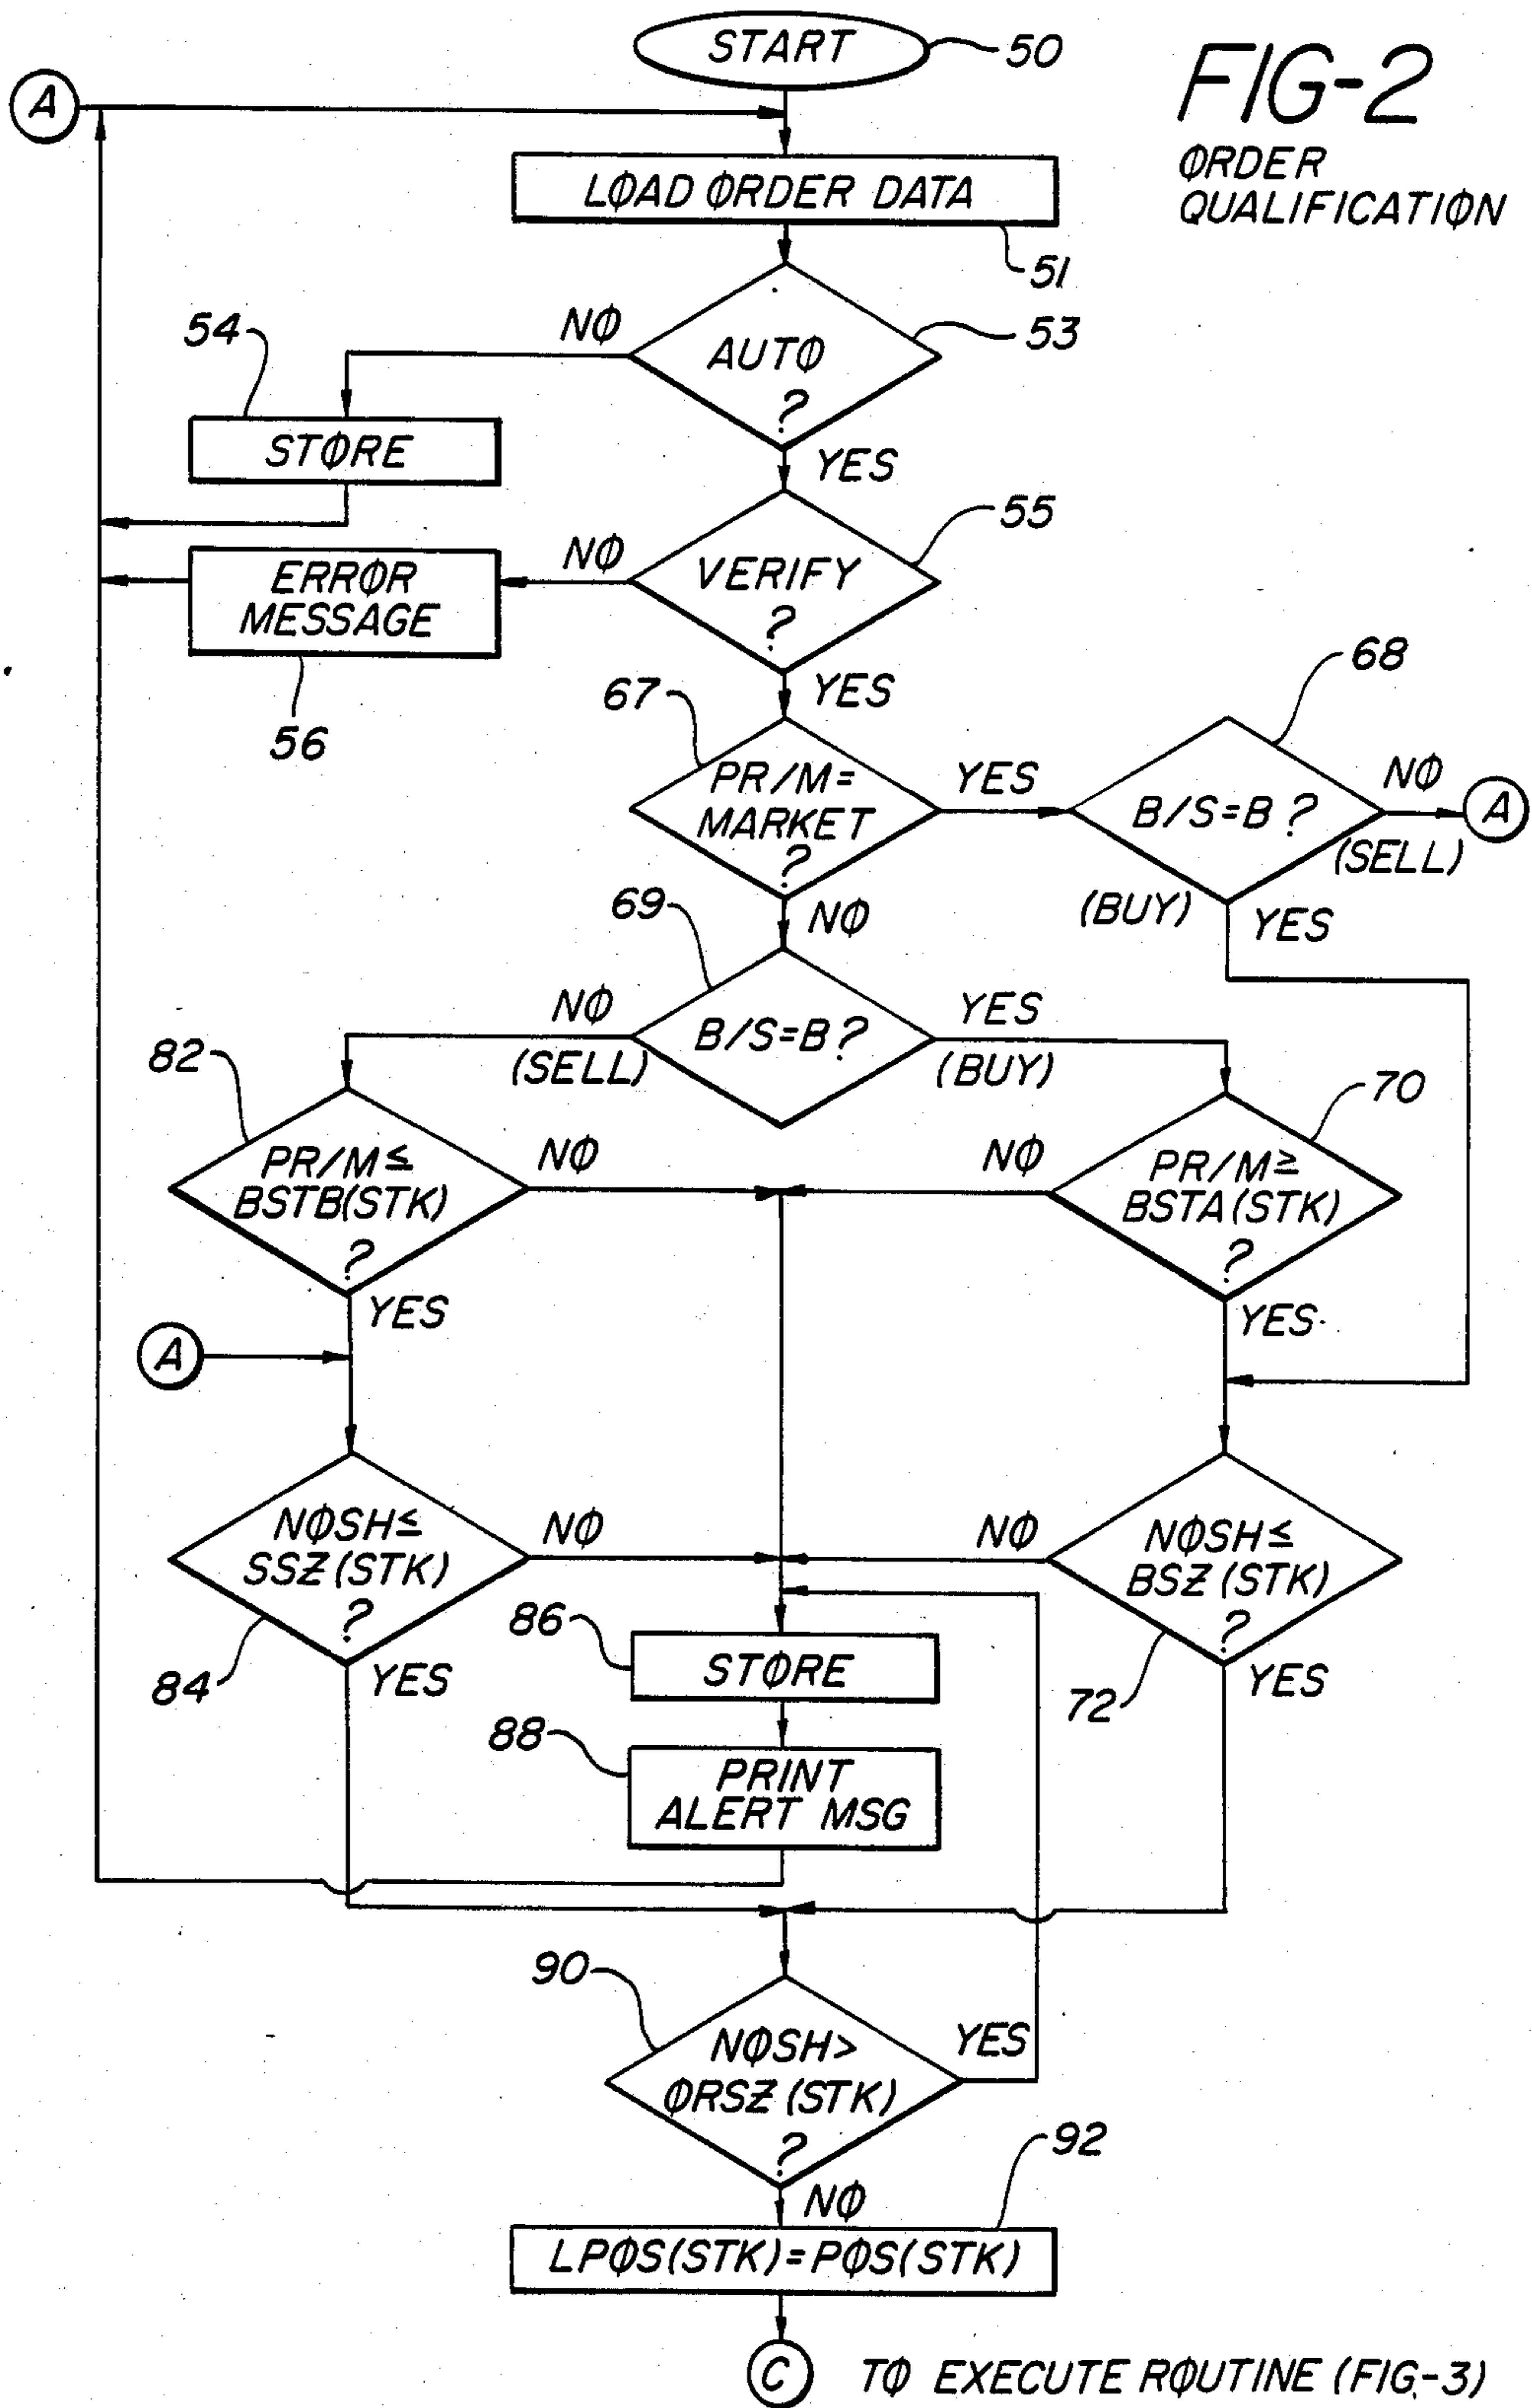 START
50
FIG-2
ØRDER
QUALIFICATIØN
A
LØAD ØRDER DATA
51
NØ
AUTØ
?
53
54
STØRE
YES
55
NØ
VERIFY
?
ERRØR
MESSAGE
56
YES
67
68
PR/M=
MARKET
?
YES
B/S=B?
NØ
A
(SELL)
(BUY)
YES
69
NØ
NØ
(SELL)
B/S=B?
YES
(BUY)
82
70
PR/M≤
BSTB(STK)
?
NØ
NØ
PR/M≥
BSTA(STK)
?
YES
YES
A
NØSH≤
SSZ(STK)
?
NØ
NØ
NØSH≤
BSZ(STK)
?
84
YES
86
STØRE
72
YES
88
PRINT
ALERT MSG
90
NØSH>
ØRSZ(STK)
?
YES
92
NØ
LPØS(STK)=PØS(STK)
C
TØ EXECUTE RØUTINE (FIG-3)